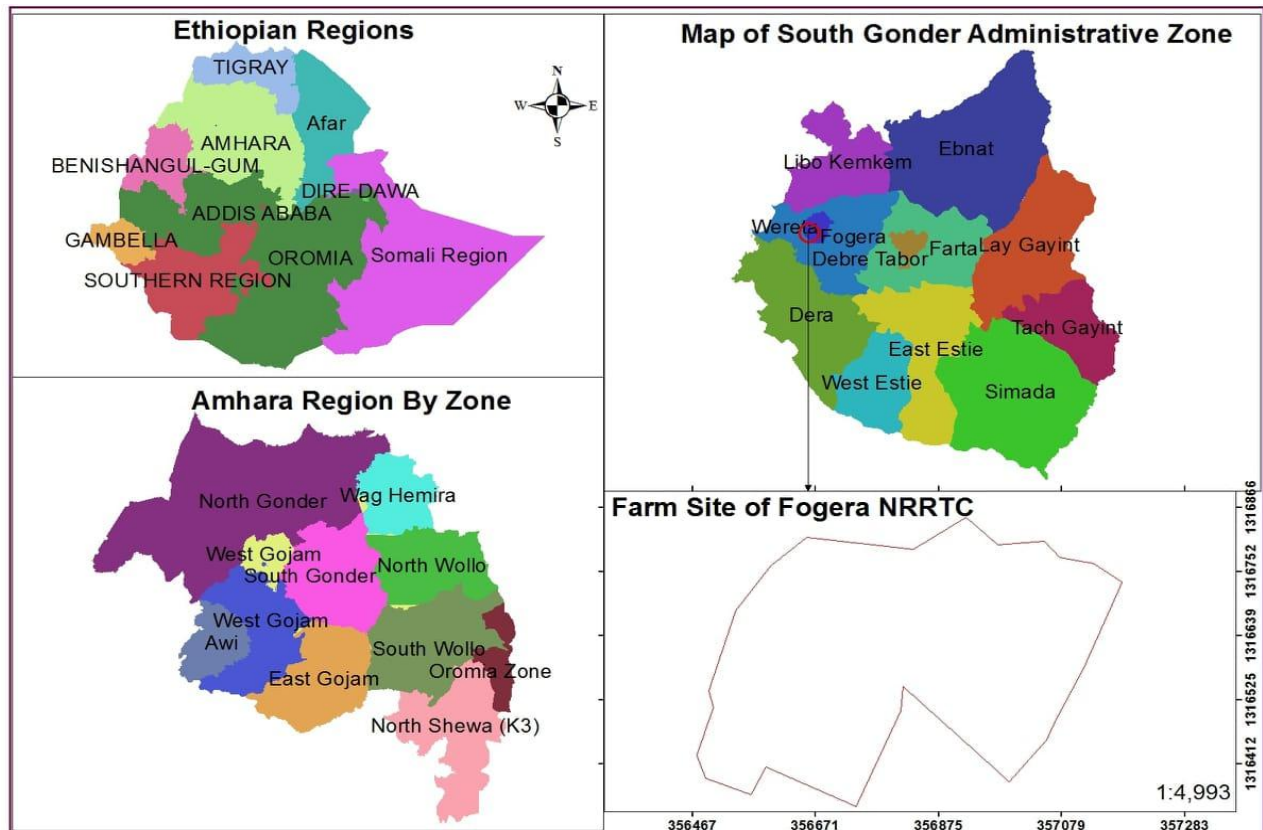 Ethiopian Regions
TIGRAY
N
W E
S
Afar
AMHARA
BENISHANGUL-GUM
DIRE DAWA
ADDIS ABABA
GAMBELLA
OROMIA
Somali Region
SOUTHERN REGION
Map of South Gonder Administrative Zone
Ebnat
Libo Kemkem
Wereta
Fogera
Farta
Lay Gayint
Debre Tabor
Dera
Tach Gayint
East Estie
West Estie
Simada
Amhara Region By Zone
North Gonder
Wag Hemira
West Gojam
South Gonder
North Wollo
West Gojam
Awi
South Wollo
Oromia Zone
East Gojam
North Shewa (K3)
Farm Site of Fogera NRRTC
1316866
1316752
1316639
1316525
1316412
1:4,993
356467 356671 356875 357079 357283